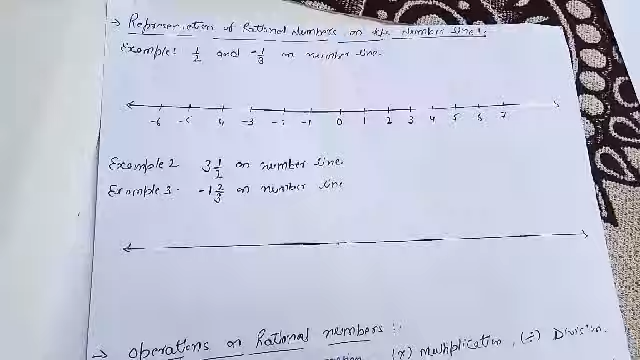 → Representation of Rational Numbers on the Number line:
Example: 1/2 and -1/3 on number line.
-6 -5 4 -3 -2 -1 0 1 2 3 4 5 6 7
Example 2 3 1/2 on number line.
Example 3. -1 2/3 on number line
→ Operations on Rational numbers:
(x) Multiplication, (÷) Division.